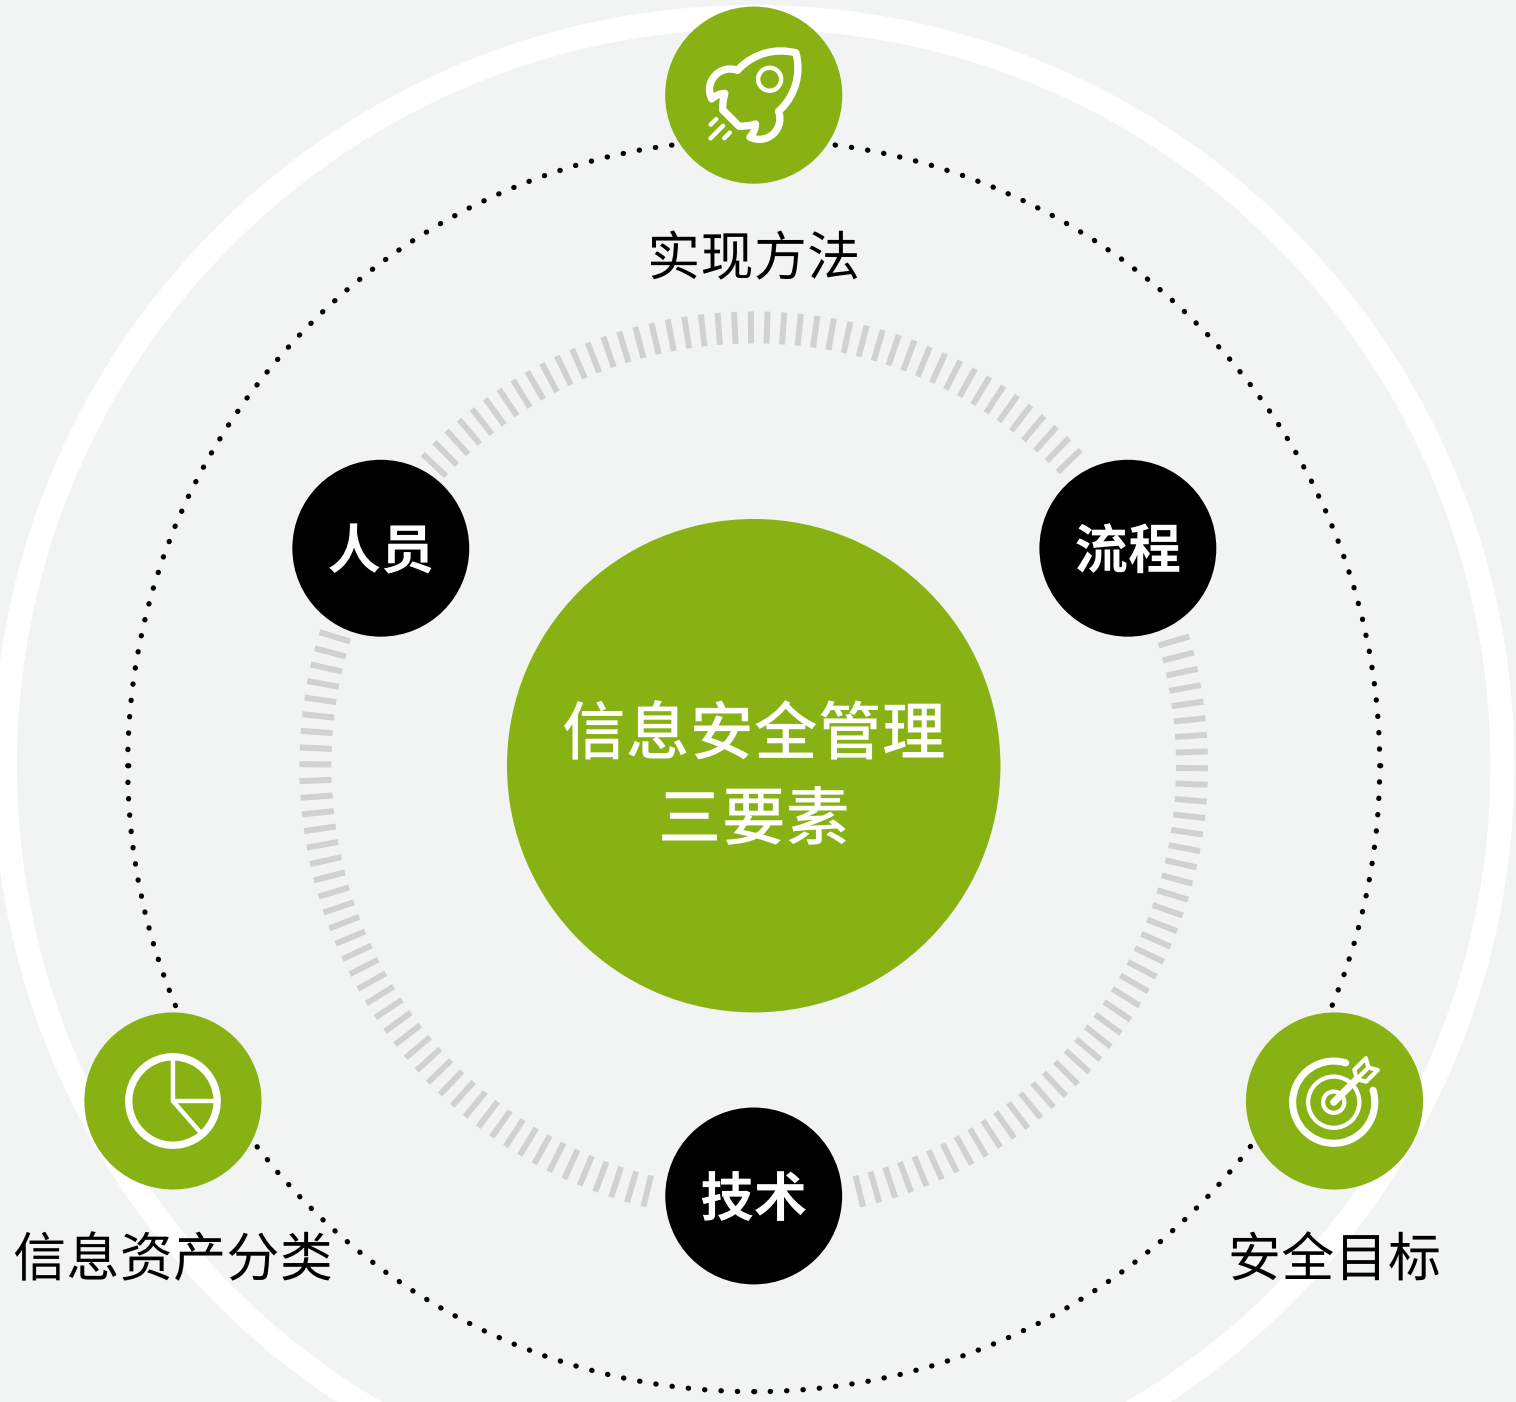 实现方法
人员
流程
信息安全管理
三要素
技术
信息资产分类
安全目标